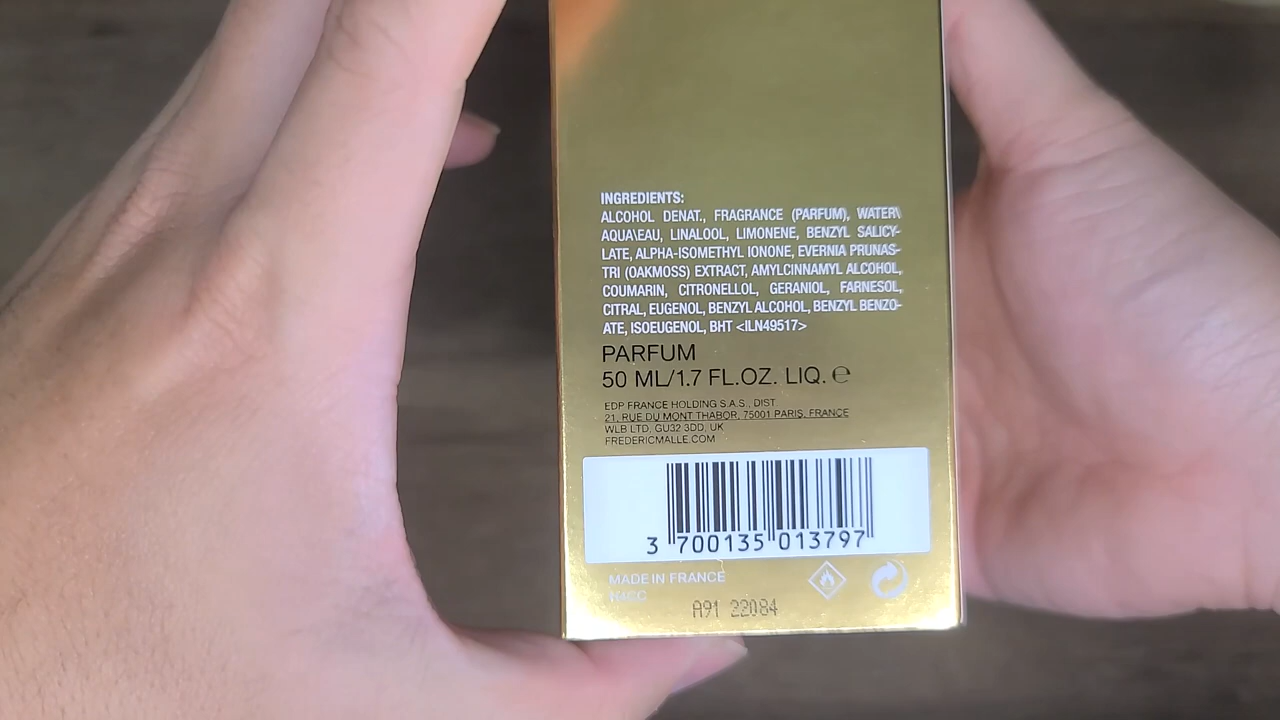 INGREDIENTS:
ALCOHOL DENAT., FRAGRANCE (PARFUM), WATER\
AQUA\EAU, LINALOOL, LIMONENE, BENZYL SALICY-
LATE, ALPHA-ISOMETHYL IONONE, EVERNIA PRUNAS-
TRI (OAKMOSS) EXTRACT, AMYLCINNAMYL ALCOHOL,
COUMARIN, CITRONELLOL, GERANIOL, FARNESOL,
CITRAL, EUGENOL, BENZYL ALCOHOL, BENZYL BENZO-
ATE, ISOEUGENOL, BHT <ILN49517>
PARFUM
50 ML/1.7 FL.OZ. LIQ. ℮
EDP FRANCE HOLDING S.A.S., DIST.
21, RUE DU MONT THABOR, 75001 PARIS, FRANCE
WLB LTD, GU32 3DD, UK
FREDERICMALLE.COM
3 700135 013797
MADE IN FRANCE
A91 22084